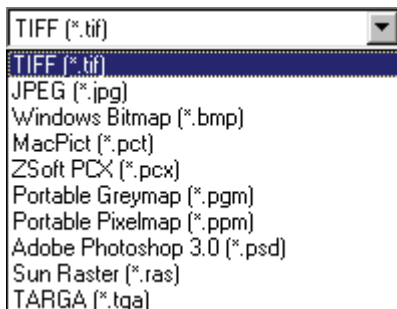 TIFF (*.tif)
TIFF (*.tif)
JPEG (*.jpg)
Windows Bitmap (*.bmp)
MacPict (*.pct)
ZSoft PCX (*.pcx)
Portable Greymap (*.pgm)
Portable Pixelmap (*.ppm)
Adobe Photoshop 3.0 (*.psd)
Sun Raster (*.ras)
TARGA (*.tga)